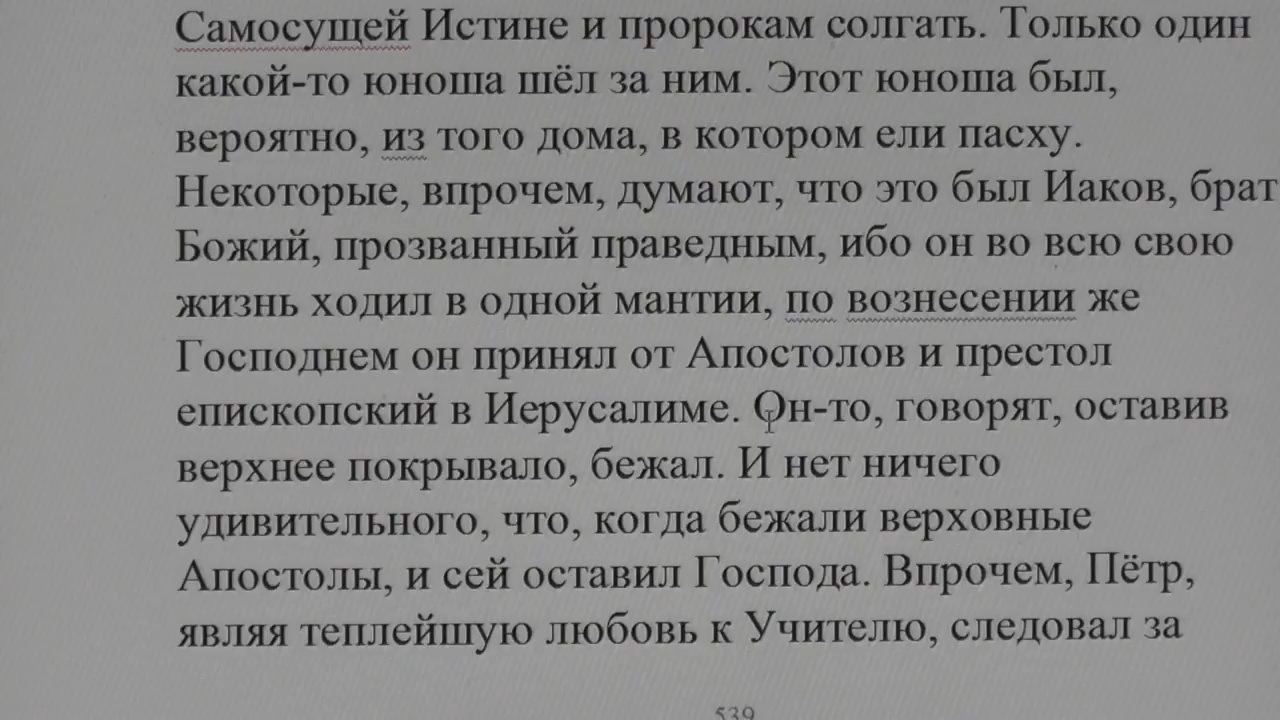 Самосущей Истине и пророкам солгать. Только один
какой-то юноша шёл за ним. Этот юноша был,
вероятно, из того дома, в котором ели пасху.
Некоторые, впрочем, думают, что это был Иаков, брат
Божий, прозванный праведным, ибо он во всю свою
жизнь ходил в одной мантии, по вознесении же
Господнем он принял от Апостолов и престол
епископский в Иерусалиме. Он-то, говорят, оставив
верхнее покрывало, бежал. И нет ничего
удивительного, что, когда бежали верховные
Апостолы, и сей оставил Господа. Впрочем, Пётр,
являя теплейшую любовь к Учителю, следовал за
539